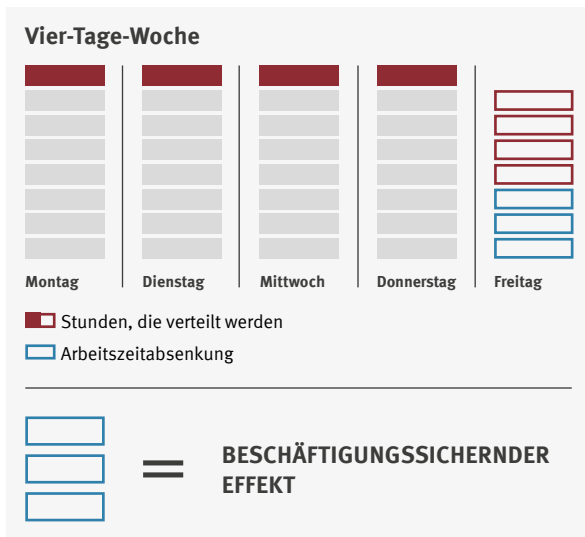 Vier-Tage-Woche
Montag
Dienstag
Mittwoch
Donnerstag
Freitag
Stunden, die verteilt werden
Arbeitszeitabsenkung
=
BESCHÄFTIGUNGSSICHERNDER
EFFEKT